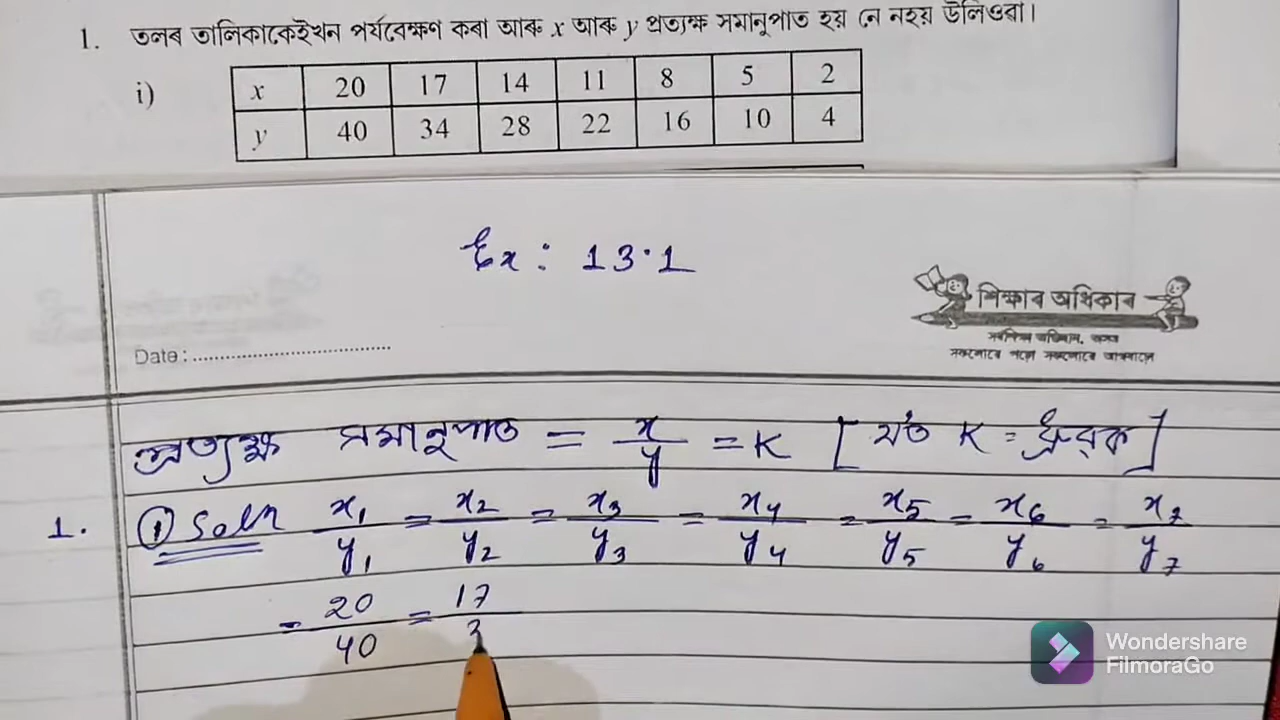 1. তলৰ তালিকাকেইখন পৰ্যবেক্ষণ কৰা আৰু x আৰু y প্ৰত্যক্ষ সমানুপাত হয় নে নহয় উলিওৱা।
i) x 20 17 14 11 8 5 2
y 40 34 28 22 16 10 4
Ex: 13.1
শিক্ষাৰ অধিকাৰ
Date:
প্ৰত্যক্ষ সমানুপাত = x/y = K [য'ত K = ধ্ৰুৱক]
1. ① Soln x₁/y₁ = x₂/y₂ = x₃/y₃ = x₄/y₄ = x₅/y₅ = x₆/y₆ = x₇/y₇
= 20/40 = 17/3
Wondershare
FilmoraGo